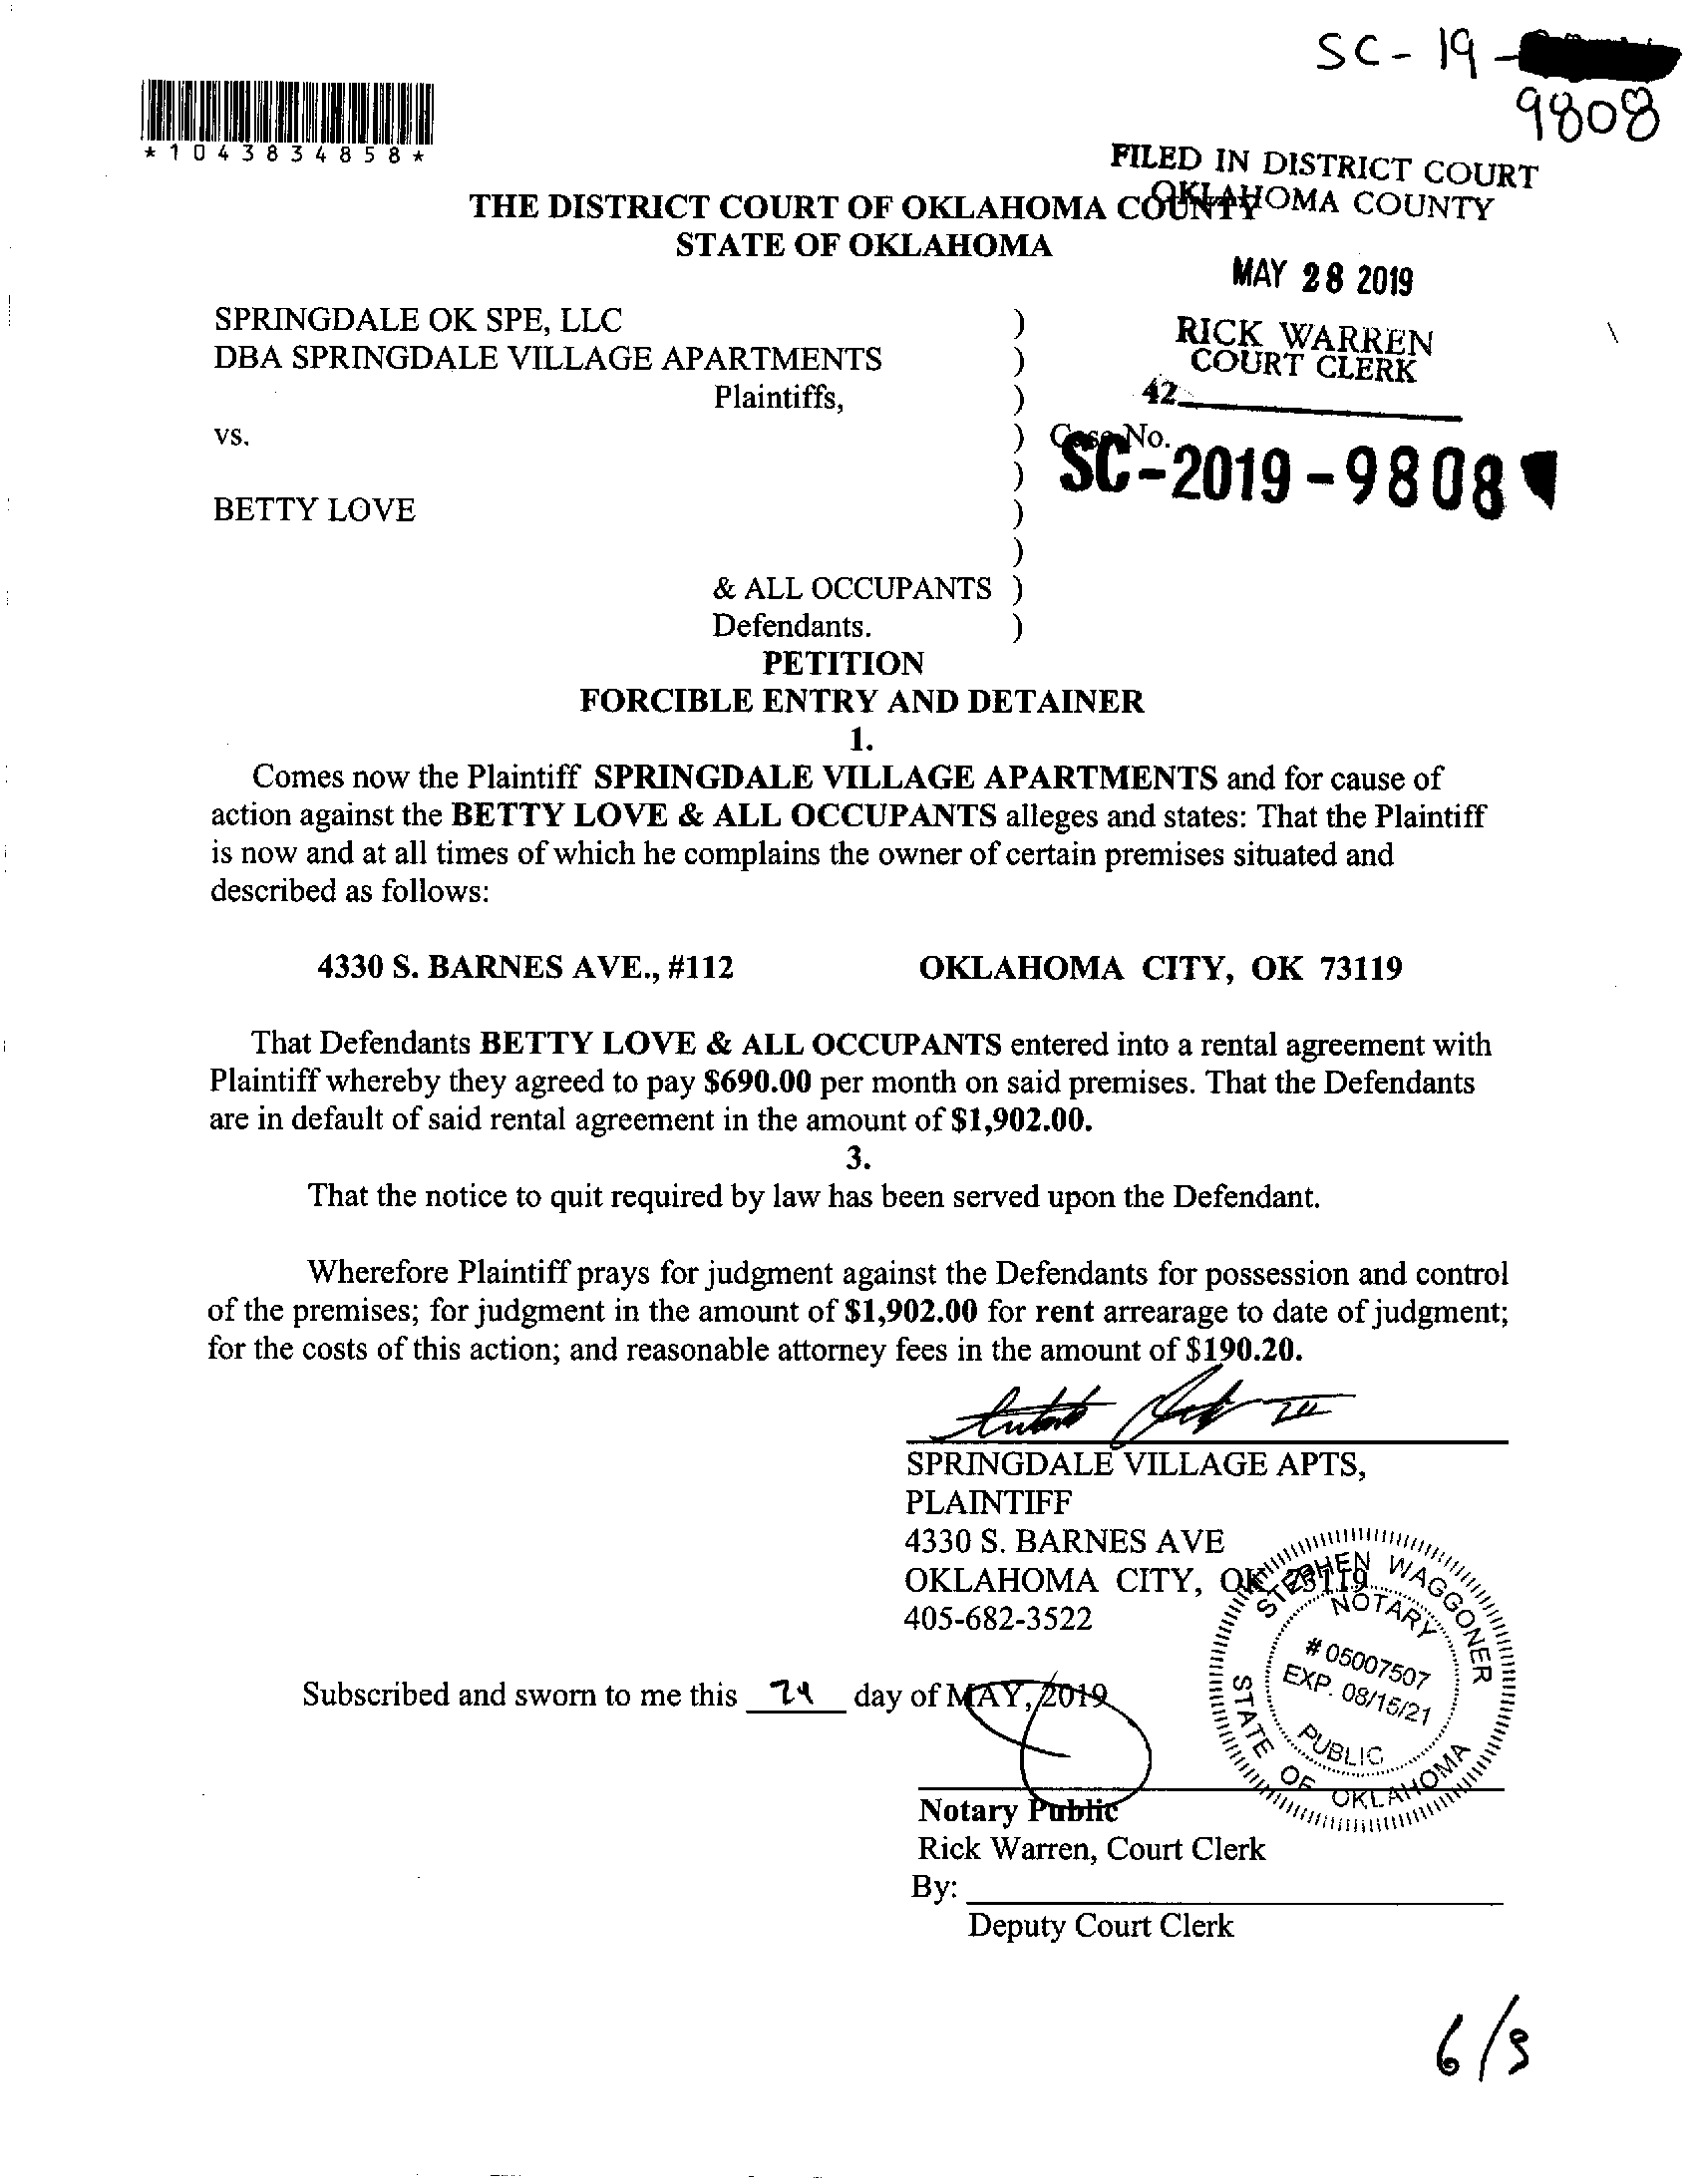 SC-19-
9808
*1043834858*
FILED IN DISTRICT COURT
OKLAHOMA COUNTY
THE DISTRICT COURT OF OKLAHOMA COUNTY
STATE OF OKLAHOMA
MAY 28 2019
SPRINGDALE OK SPE, LLC )
DBA SPRINGDALE VILLAGE APARTMENTS )
Plaintiffs, )
RICK WARREN
COURT CLERK
42
vs. ) Case No.
) SC-2019-9808
BETTY LOVE )
)
& ALL OCCUPANTS )
Defendants. )
PETITION
FORCIBLE ENTRY AND DETAINER
1.
Comes now the Plaintiff SPRINGDALE VILLAGE APARTMENTS and for cause of
action against the BETTY LOVE & ALL OCCUPANTS alleges and states: That the Plaintiff
is now and at all times of which he complains the owner of certain premises situated and
described as follows:
4330 S. BARNES AVE., #112 OKLAHOMA CITY, OK 73119
That Defendants BETTY LOVE & ALL OCCUPANTS entered into a rental agreement with
Plaintiff whereby they agreed to pay $690.00 per month on said premises. That the Defendants
are in default of said rental agreement in the amount of $1,902.00.
3.
That the notice to quit required by law has been served upon the Defendant.
Wherefore Plaintiff prays for judgment against the Defendants for possession and control
of the premises; for judgment in the amount of $1,902.00 for rent arrearage to date of judgment;
for the costs of this action; and reasonable attorney fees in the amount of $190.20.
SPRINGDALE VILLAGE APTS,
PLAINTIFF
4330 S. BARNES AVE
OKLAHOMA CITY, OK 73119
405-682-3522
STEPHEN WAGGONER
NOTARY
# 05007507
EXP. 08/15/21
PUBLIC
STATE OF OKLAHOMA
Subscribed and sworn to me this 24 day of MAY, 2019
Notary Public
Rick Warren, Court Clerk
By:
Deputy Court Clerk
6/3